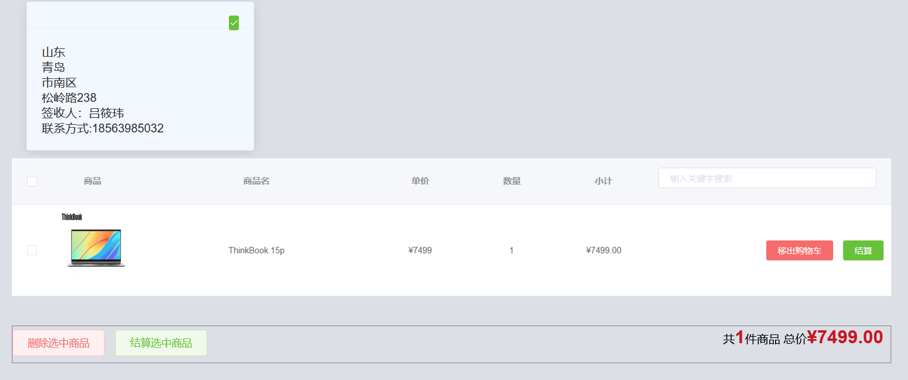 山东
青岛
市南区
松岭路238
签收人：吕筱玮
联系方式:18563985032
商品 商品名 单价 数量 小计 输入关键字搜索
ThinkBook
ThinkBook 15p ¥7499 1 ¥7499.00 移出购物车 结算
删除选中商品 结算选中商品 共1件商品 总价¥7499.00